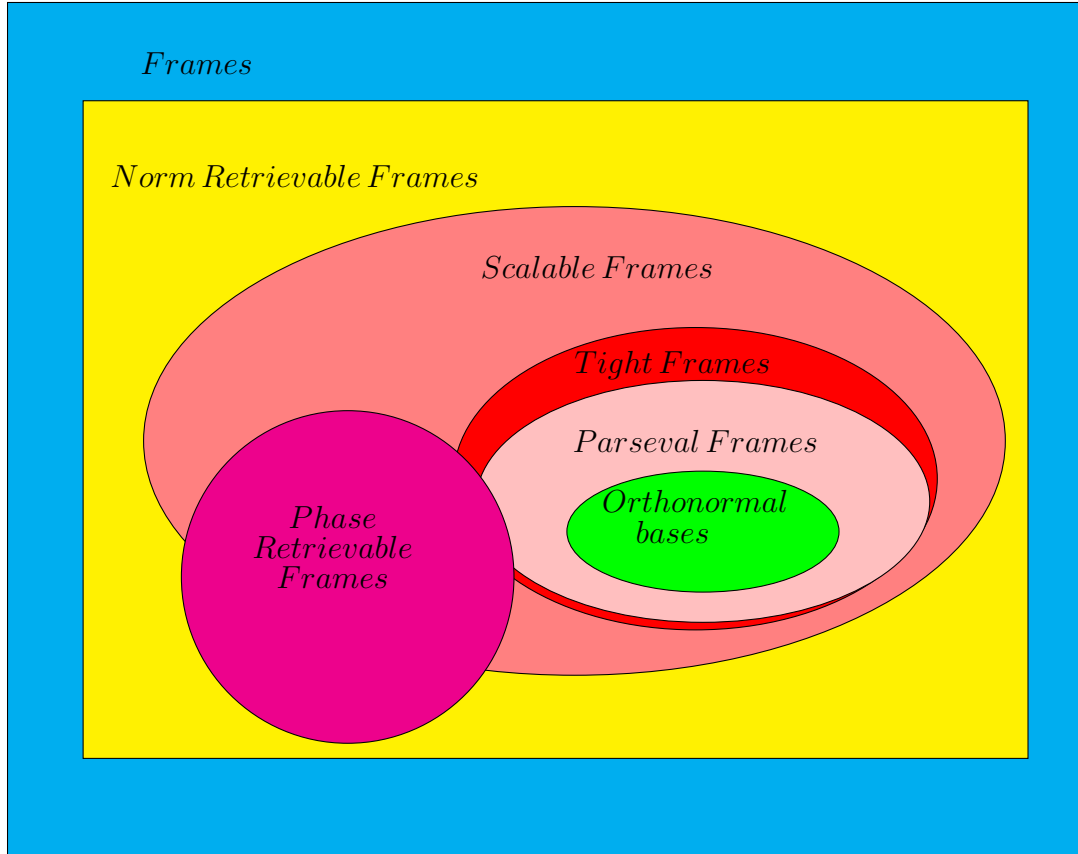 Frames
Norm Retrievable Frames
Scalable Frames
Tight Frames
Parseval Frames
Orthonormal
bases
Phase
Retrievable
Frames